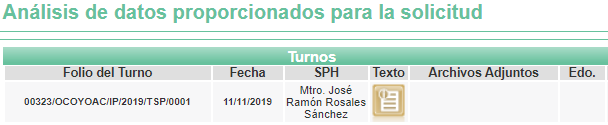 Análisis de datos proporcionados para la solicitud
Turnos
Folio del Turno Fecha SPH Texto Archivos Adjuntos Edo.
00323/OCOYOAC/IP/2019/TSP/0001 11/11/2019 Mtro. José
Ramón Rosales
Sánchez